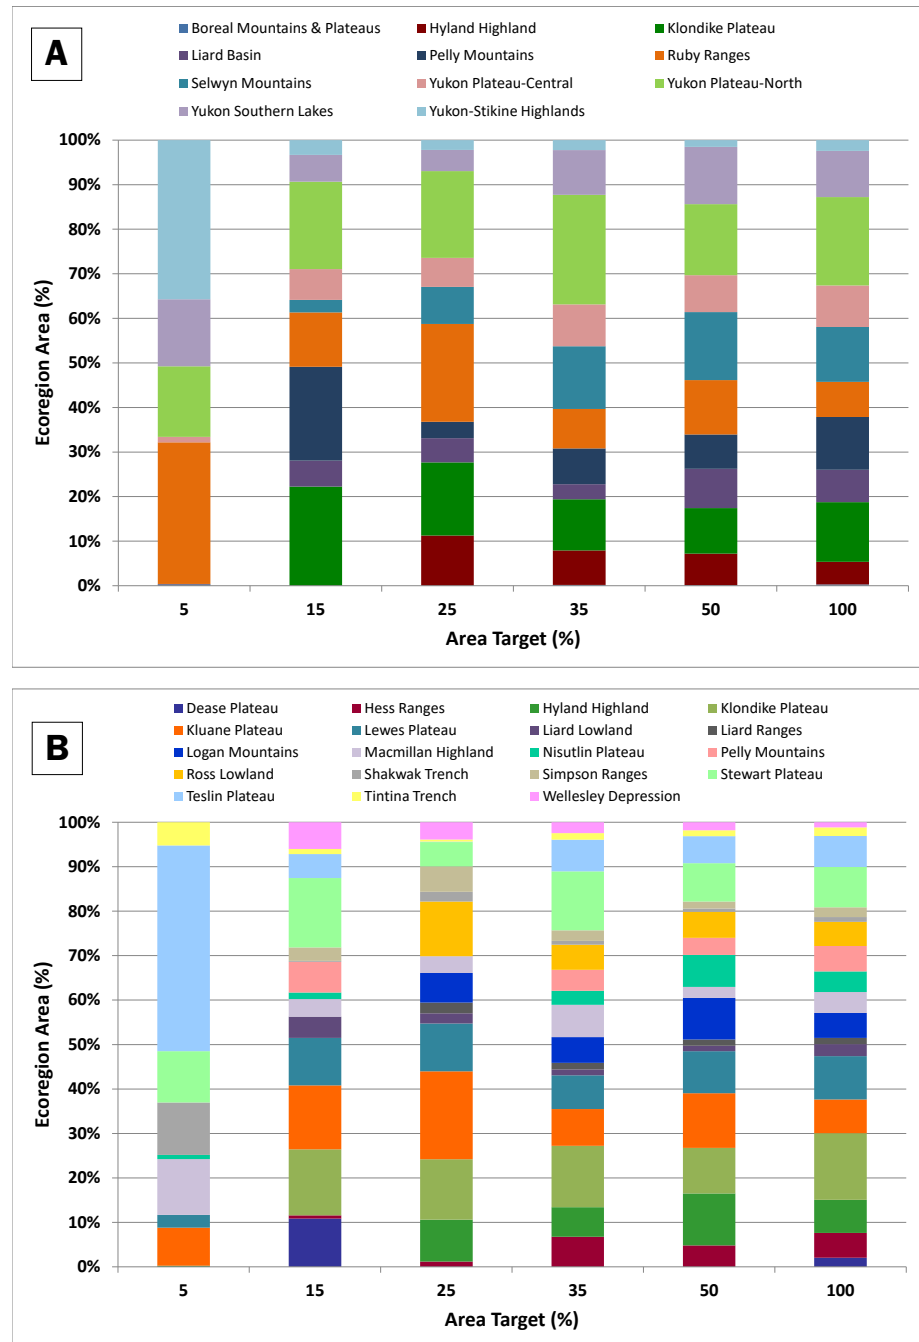 A
Boreal Mountains & Plateaus Hyland Highland Klondike Plateau
Liard Basin Pelly Mountains Ruby Ranges
Selwyn Mountains Yukon Plateau-Central Yukon Plateau-North
Yukon Southern Lakes Yukon-Stikine Highlands
100%
90%
80%
70%
60%
50%
40%
30%
20%
10%
0%
Ecoregion Area (%)
5 15 25 35 50 100
Area Target (%)
B
Dease Plateau Hess Ranges Hyland Highland Klondike Plateau
Kluane Plateau Lewes Plateau Liard Lowland Liard Ranges
Logan Mountains Macmillan Highland Nisutlin Plateau Pelly Mountains
Ross Lowland Shakwak Trench Simpson Ranges Stewart Plateau
Teslin Plateau Tintina Trench Wellesley Depression
100%
90%
80%
70%
60%
50%
40%
30%
20%
10%
0%
Ecoregion Area (%)
5 15 25 35 50 100
Area Target (%)